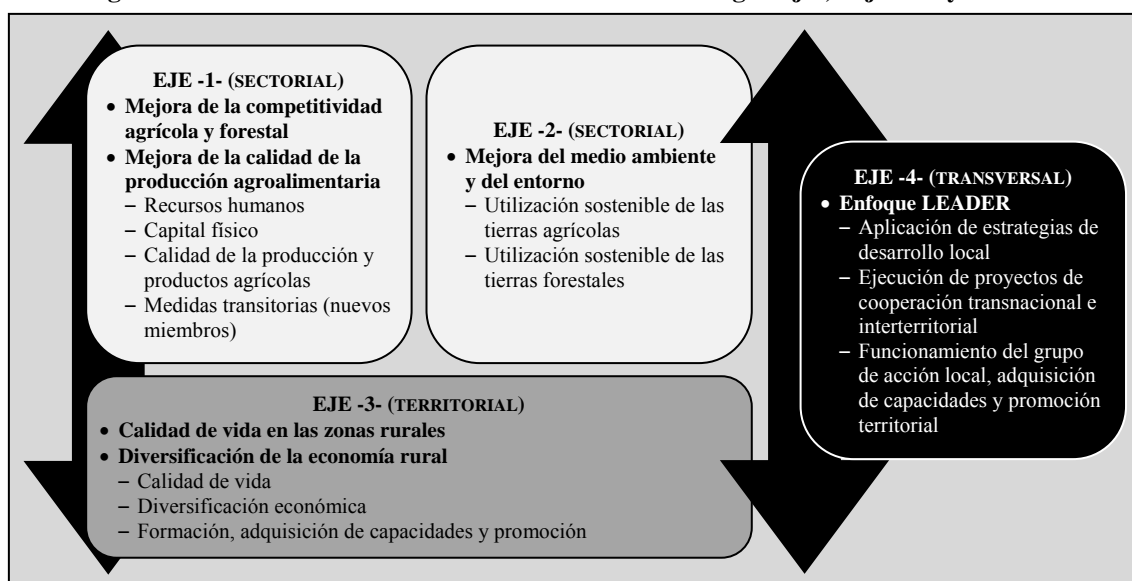 EJE -1- (SECTORIAL)
• Mejora de la competitividad
agrícola y forestal
• Mejora de la calidad de la
producción agroalimentaria
– Recursos humanos
– Capital físico
– Calidad de la producción y
productos agrícolas
– Medidas transitorias (nuevos
miembros)
EJE -2- (SECTORIAL)
• Mejora del medio ambiente
y del entorno
– Utilización sostenible de las
tierras agrícolas
– Utilización sostenible de las
tierras forestales
EJE -3- (TERRITORIAL)
• Calidad de vida en las zonas rurales
• Diversificación de la economía rural
– Calidad de vida
– Diversificación económica
– Formación, adquisición de capacidades y promoción
EJE -4- (TRANSVERSAL)
• Enfoque LEADER
– Aplicación de estrategias de
desarrollo local
– Ejecución de proyectos de
cooperación transnacional e
interterritorial
– Funcionamiento del grupo
de acción local, adquisición
de capacidades y promoción
territorial